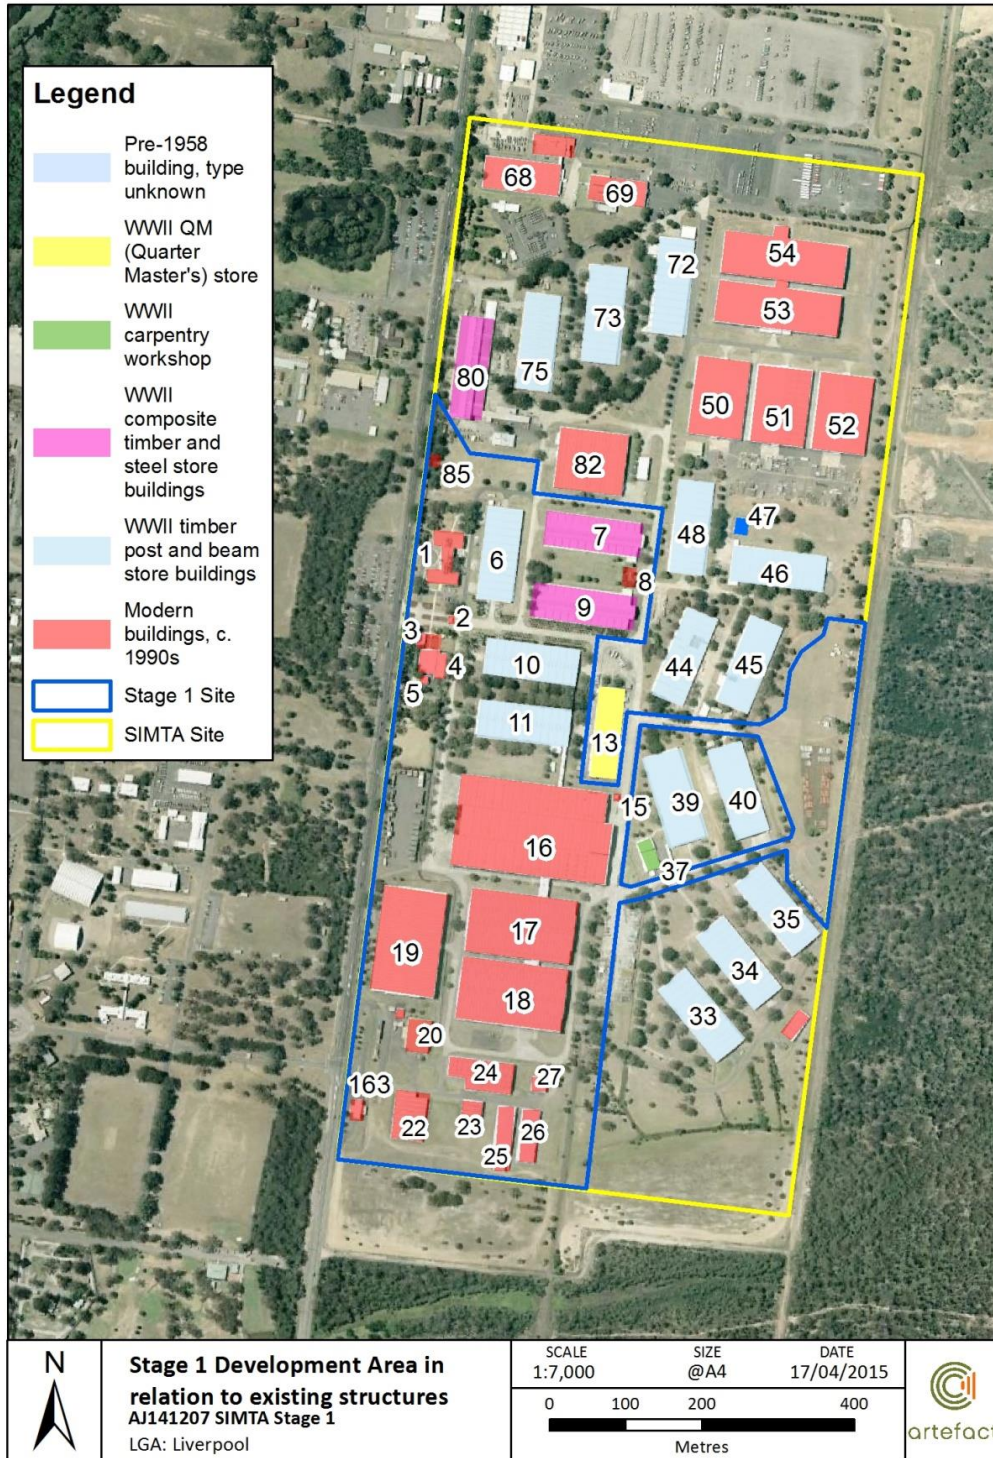 Legend
Pre-1958
building, type
unknown
WWII QM
(Quarter
Master's) store
WWII
carpentry
workshop
WWII
composite
timber and
steel store
buildings
WWII timber
post and beam
store buildings
Modern
buildings, c.
1990s
Stage 1 Site
SIMTA Site
68
69
54
72
73
53
75
80
50
51
52
82
85
47
7
48
1
6
46
8
9
2
3
4
10
44
45
5
11
13
39
40
15
16
37
35
17
19
34
18
33
20
24
27
163
22
23
26
25
N
Stage 1 Development Area in
relation to existing structures
AJ141207 SIMTA Stage 1
LGA: Liverpool
SCALE
1:7,000
SIZE
@A4
DATE
17/04/2015
0 100 200 400
Metres
artefact